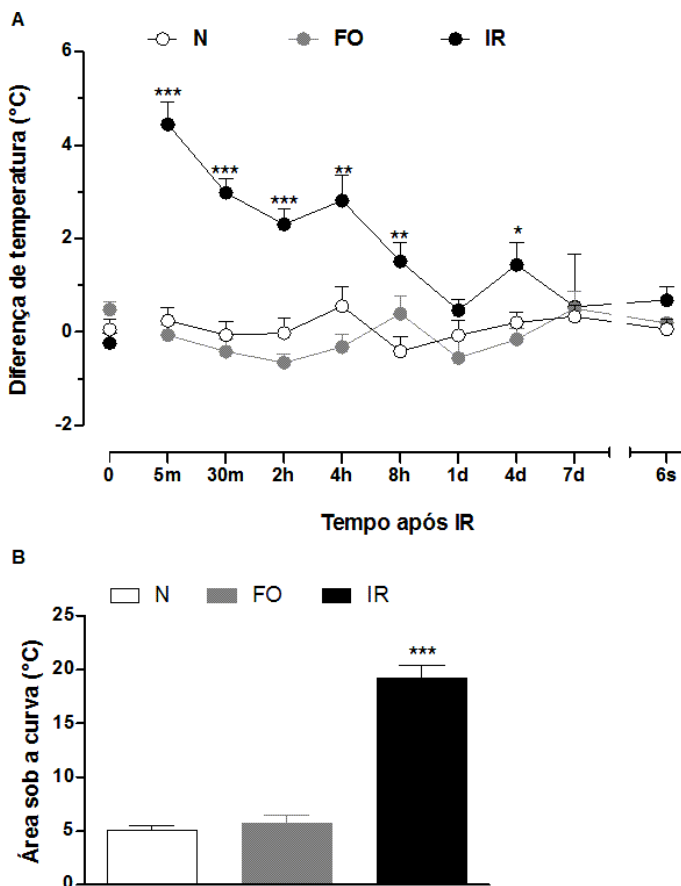 A
N FO IR
Diferença de temperatura (°C)
6
4
2
0
-2
*** *** *** ** ** *
0 5m 30m 2h 4h 8h 1d 4d 7d 6s
Tempo após IR
B
N FO IR
Área sob a curva (°C)
25
20
15
10
5
0
***